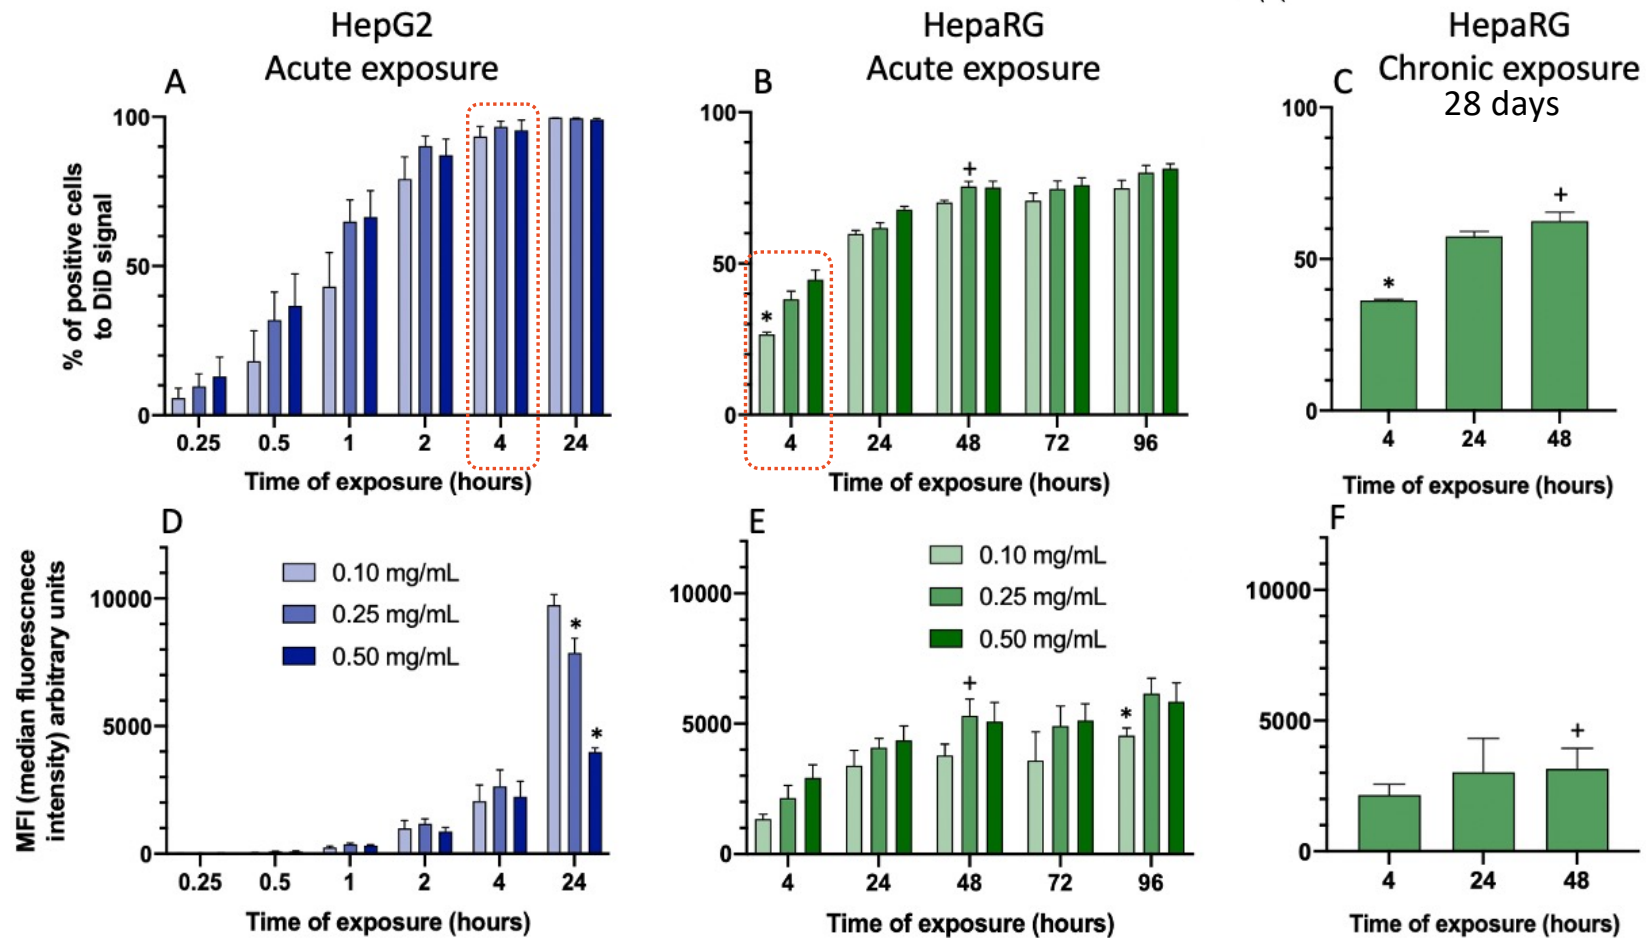 HepG2
Acute exposure
A
100
50
0
% of positive cells
to DiD signal
0.25 0.5 1 2 4 24
Time of exposure (hours)
HepaRG
Acute exposure
B
100
50
0
*
+
4 24 48 72 96
Time of exposure (hours)
HepaRG
Chronic exposure
28 days
C
100
50
0
*
+
4 24 48
Time of exposure (hours)
D
MFI (median fluorescnece
intensity) arbitrary units
10000
5000
0
0.10 mg/mL
0.25 mg/mL
0.50 mg/mL
*
*
0.25 0.5 1 2 4 24
Time of exposure (hours)
E
10000
5000
0
0.10 mg/mL
0.25 mg/mL
0.50 mg/mL
+
*
4 24 48 72 96
Time of exposure (hours)
F
10000
5000
0
+
4 24 48
Time of exposure (hours)